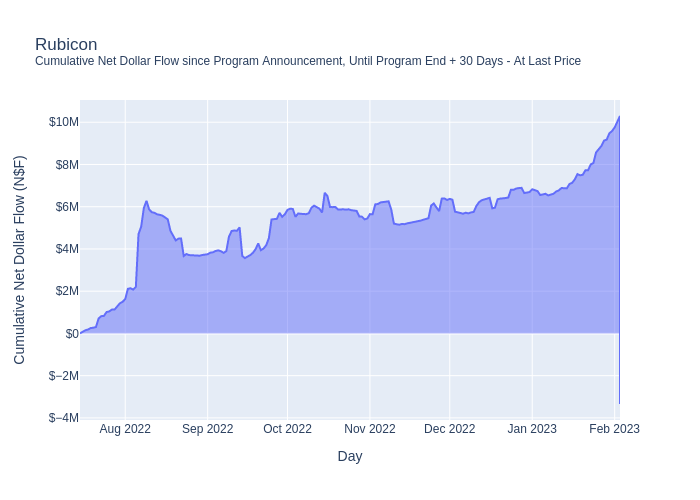 Rubicon
Cumulative Net Dollar Flow since Program Announcement, Until Program End + 30 Days - At Last Price
Cumulative Net Dollar Flow (N$F)
$10M
$8M
$6M
$4M
$2M
$0
$−2M
$−4M
Aug 2022 Sep 2022 Oct 2022 Nov 2022 Dec 2022 Jan 2023 Feb 2023
Day